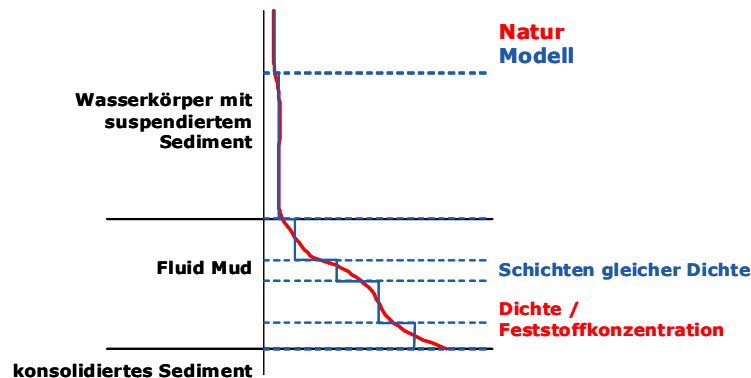 Natur
Modell
Wasserkörper mit
suspendiertem
Sediment
Fluid Mud
Schichten gleicher Dichte
Dichte /
Feststoffkonzentration
konsolidiertes Sediment